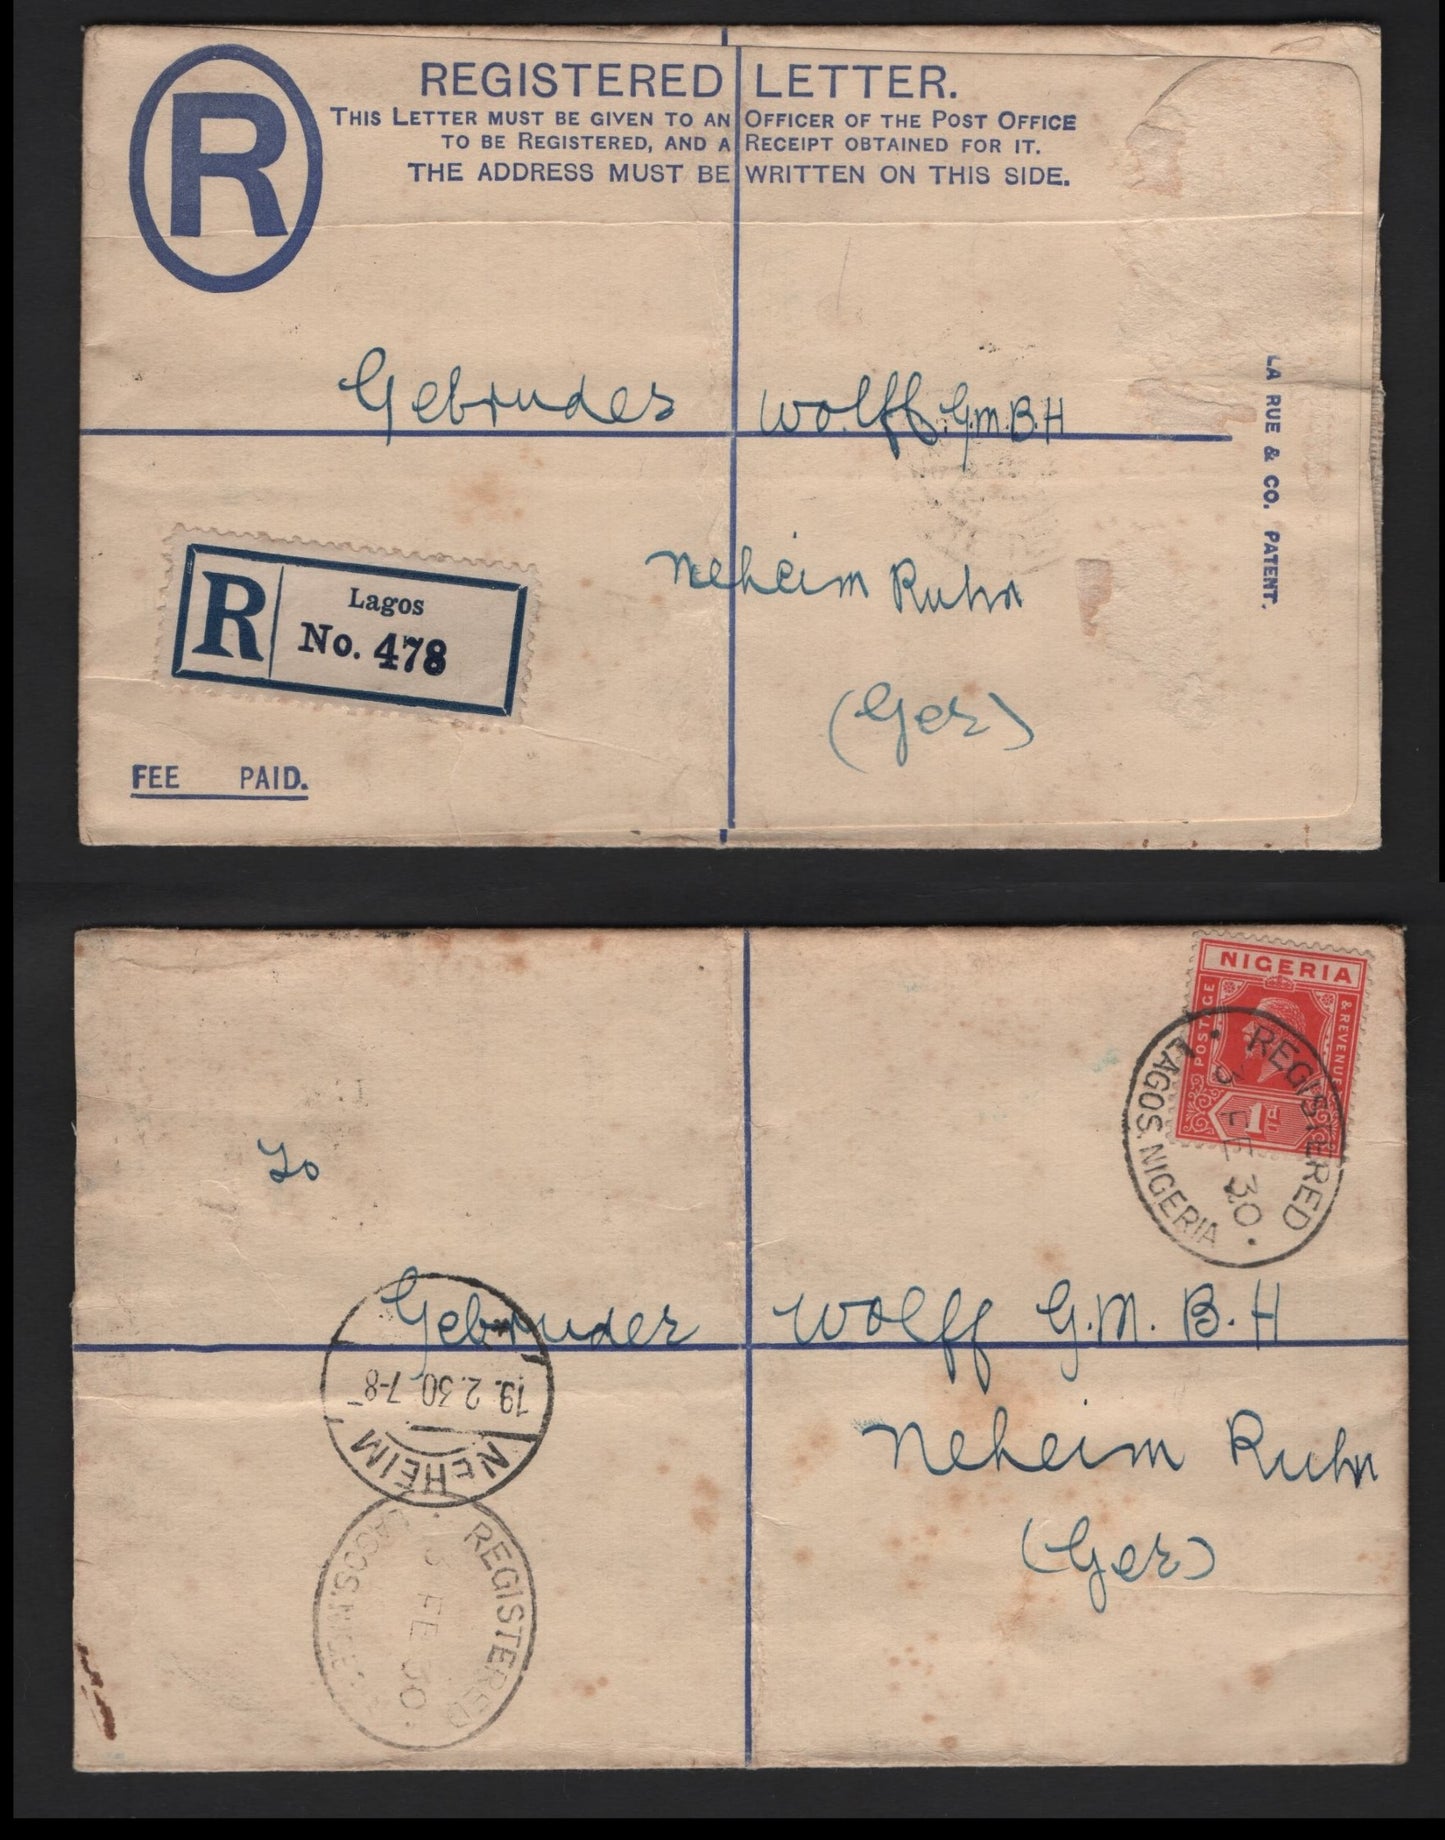 R
REGISTERED LETTER.
THIS LETTER MUST BE GIVEN TO AN OFFICER OF THE POST OFFICE
TO BE REGISTERED, AND A RECEIPT OBTAINED FOR IT.
THE ADDRESS MUST BE WRITTEN ON THIS SIDE.
Gebruder Wolff G.M.B.H
LA RUE & CO. PATENT.
Neheim Ruhr
(Ger)
R
Lagos
No. 478
FEE PAID.
NIGERIA
POSTAGE
& REVENUE
1d
REGISTERED
FE 30
LAGOS. NIGERIA
To
Gebruder Wolff G.M.B.H
Neheim Ruhr
(Ger)
19.2.30.7-8
NEHEIM
REGISTERED
FE 30